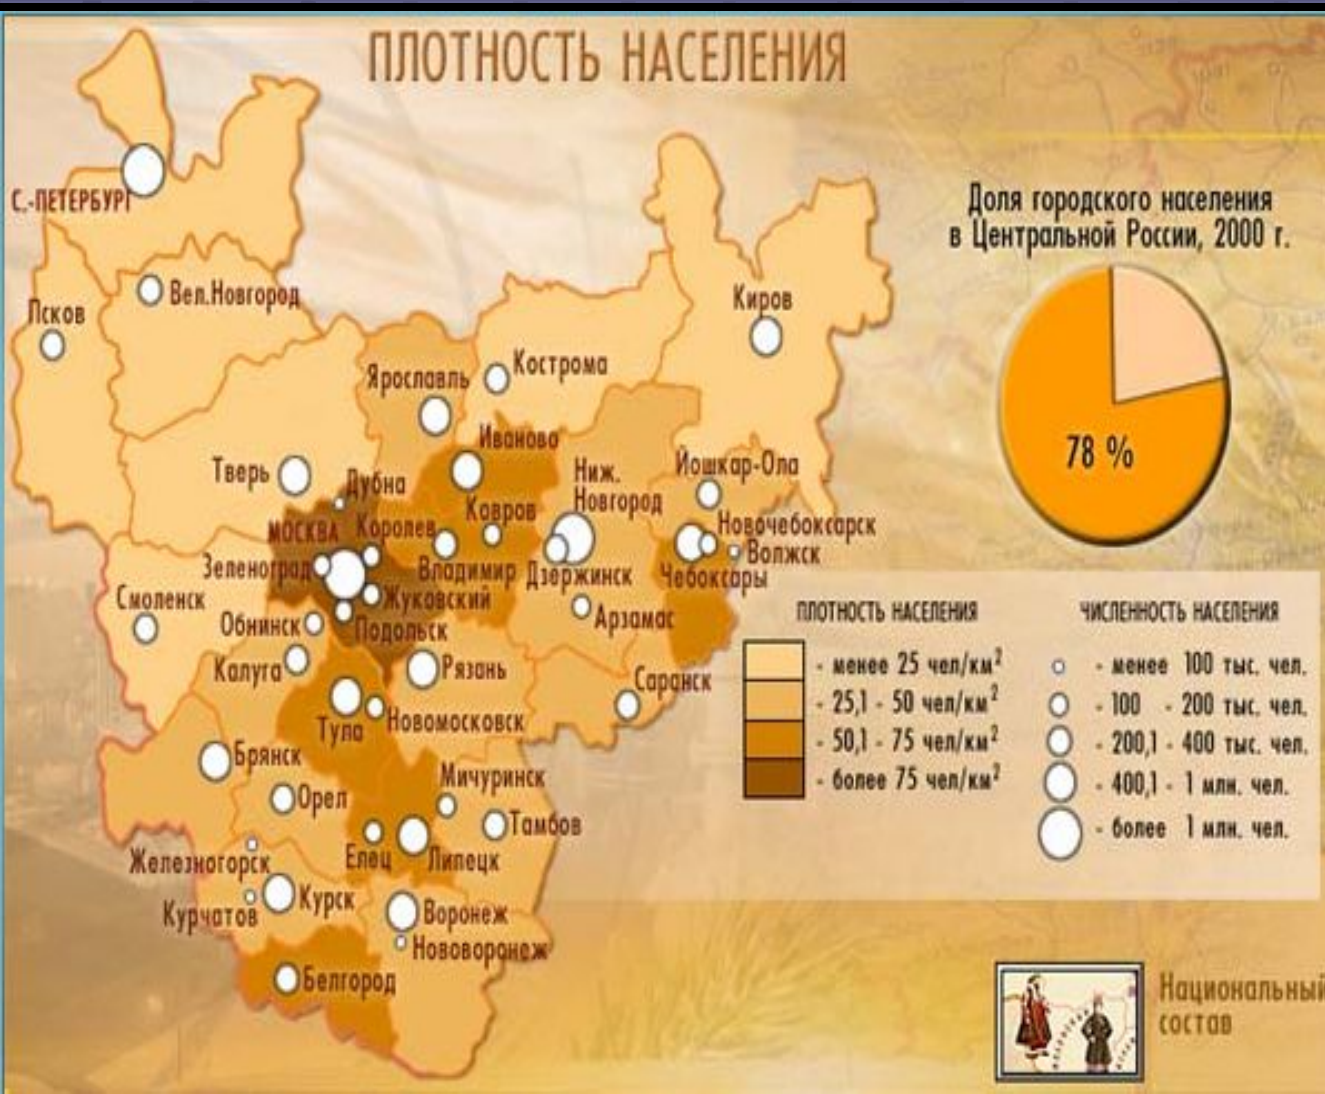 ПЛОТНОСТЬ НАСЕЛЕНИЯ
С.-ПЕТЕРБУРГ
Вел.Новгород
Псков
Киров
Кострома
Ярославль
Иваново
Тверь
Дубна
Ниж.
Новгород
Йошкар-Ола
МОСКВА
Королев
Ковров
Новочебоксарск
Волжск
Зеленоград
Владимир
Дзержинск
Чебоксары
Смоленск
Жуковский
Арзамас
Обнинск
Подольск
Калуга
Рязань
Саранск
Тула
Новомосковск
Брянск
Мичуринск
Орел
Тамбов
Железногорск
Елец
Липецк
Курчатов
Курск
Воронеж
Нововоронеж
Белгород
Доля городского населения
в Центральной России, 2000 г.
78 %
ПЛОТНОСТЬ НАСЕЛЕНИЯ
- менее 25 чел/км²
- 25,1 - 50 чел/км²
- 50,1 - 75 чел/км²
- более 75 чел/км²
ЧИСЛЕННОСТЬ НАСЕЛЕНИЯ
- менее 100 тыс. чел.
- 100 - 200 тыс. чел.
- 200,1 - 400 тыс. чел.
- 400,1 - 1 млн. чел.
- более 1 млн. чел.
Национальный
состав